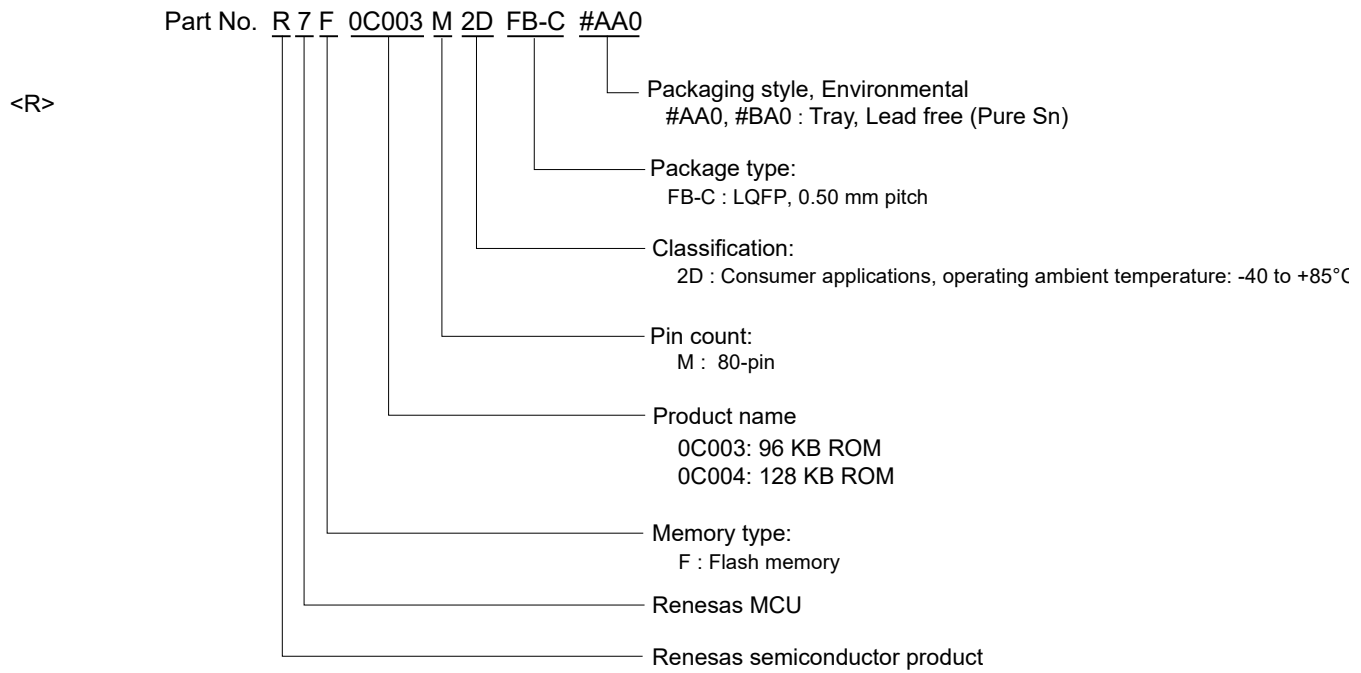 Part No. R 7 F 0C003 M 2D FB-C #AA0
<R>
Packaging style, Environmental
#AA0, #BA0 : Tray, Lead free (Pure Sn)
Package type:
FB-C : LQFP, 0.50 mm pitch
Classification:
2D : Consumer applications, operating ambient temperature: -40 to +85°C
Pin count:
M : 80-pin
Product name
0C003: 96 KB ROM
0C004: 128 KB ROM
Memory type:
F : Flash memory
Renesas MCU
Renesas semiconductor product